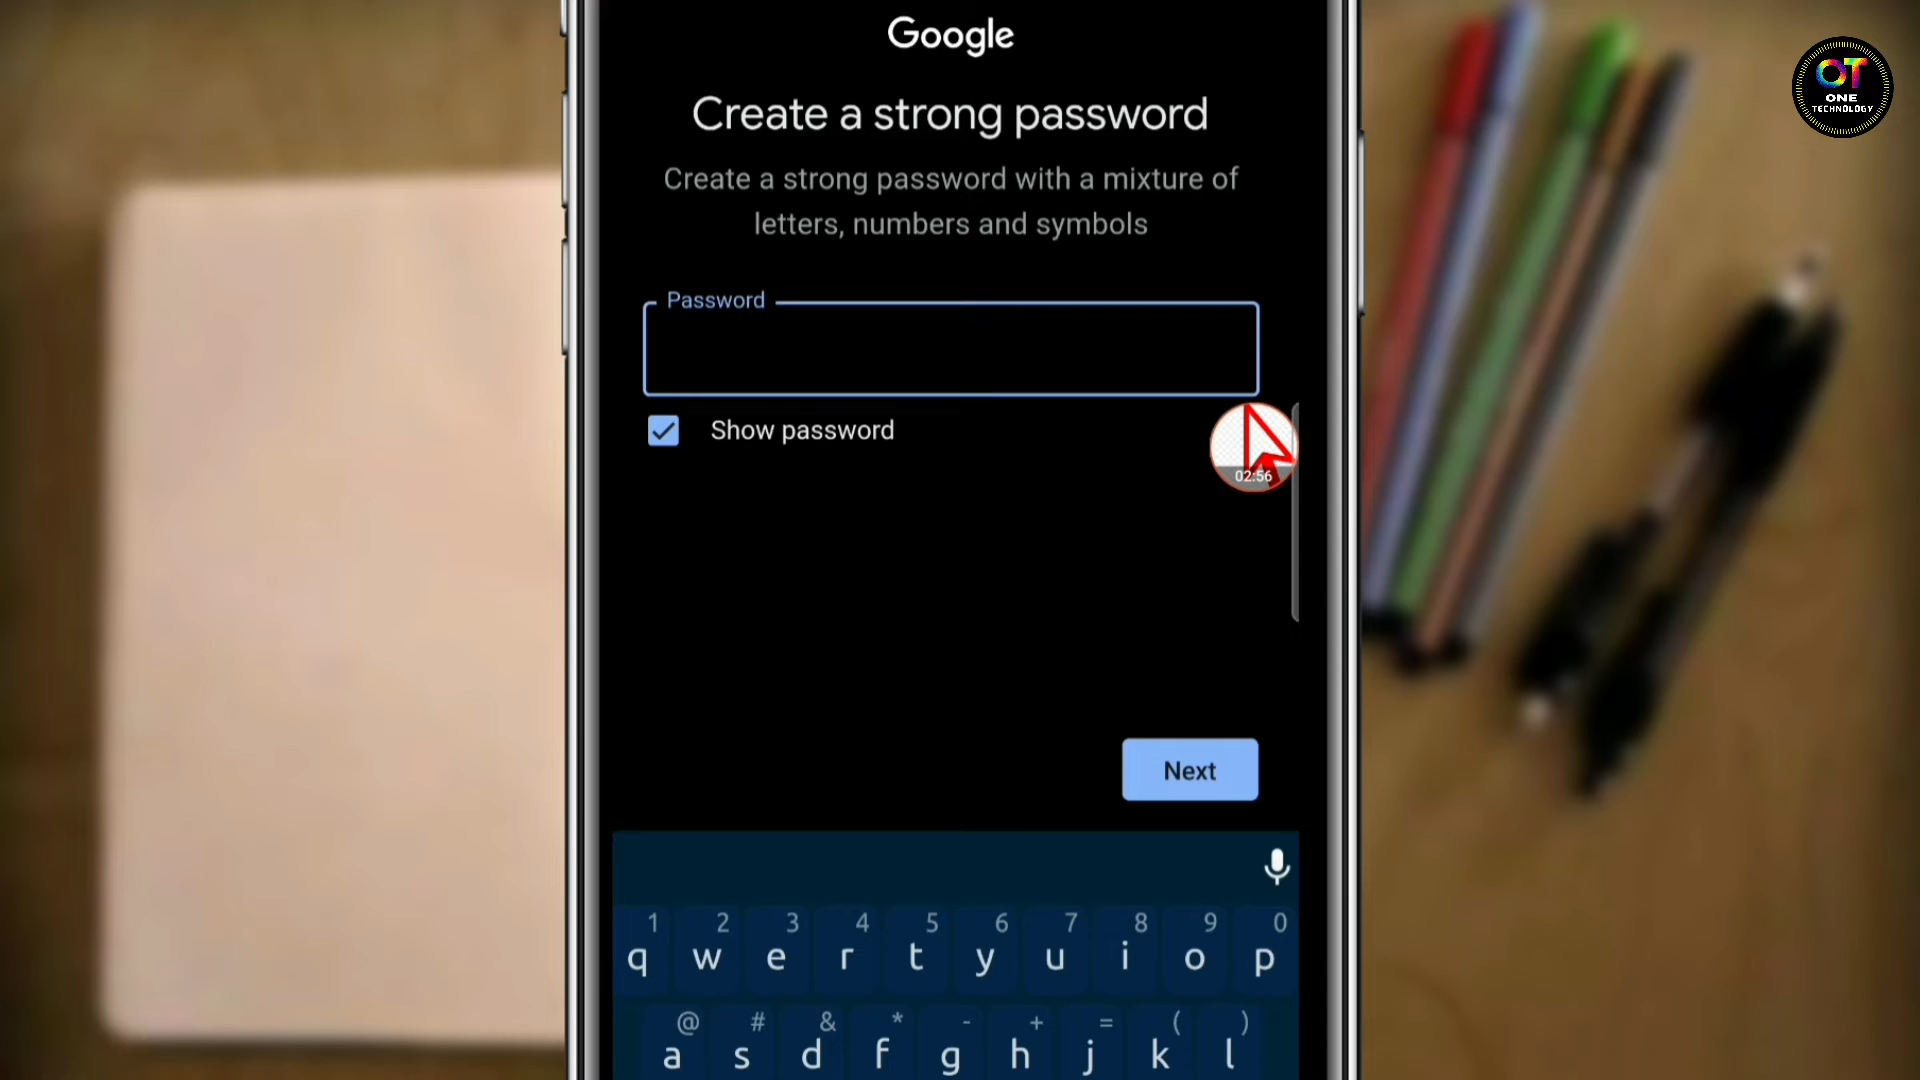 Google
Create a strong password
Create a strong password with a mixture of
letters, numbers and symbols
Password
Show password
02:56
Next
1 2 3 4 5 6 7 8 9 0
q w e r t y u i o p
@ # & * - + = ( )
a s d f g h j k l
OT
ONE
TECHNOLOGY